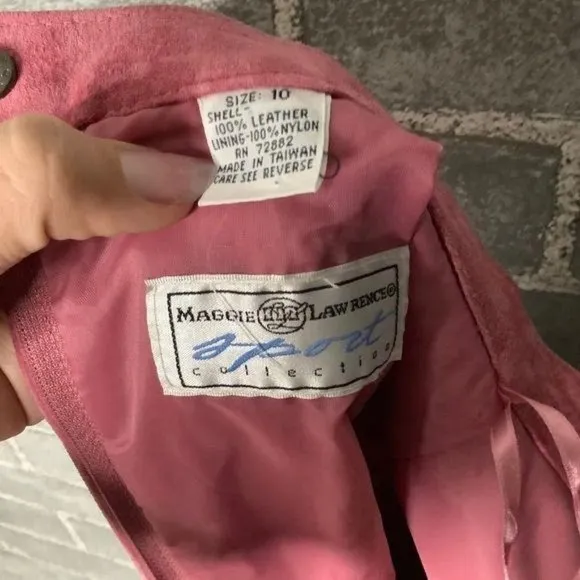 SIZE: 10
SHELL-
100% LEATHER
LINING-100% NYLON
RN 72882
MADE IN TAIWAN
CARE SEE REVERSE
MAGGIE LAWRENCE®
sport
collection